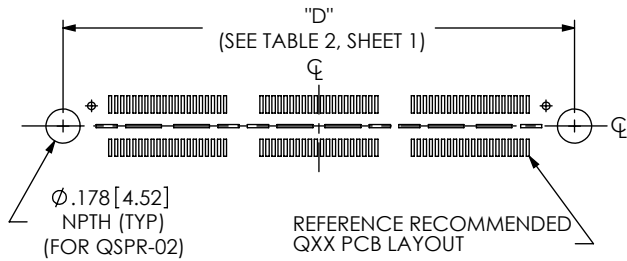 "D"
(SEE TABLE 2, SHEET 1)
℄
℄
Ø.178[4.52]
NPTH (TYP)
(FOR QSPR-02)
REFERENCE RECOMMENDED
QXX PCB LAYOUT